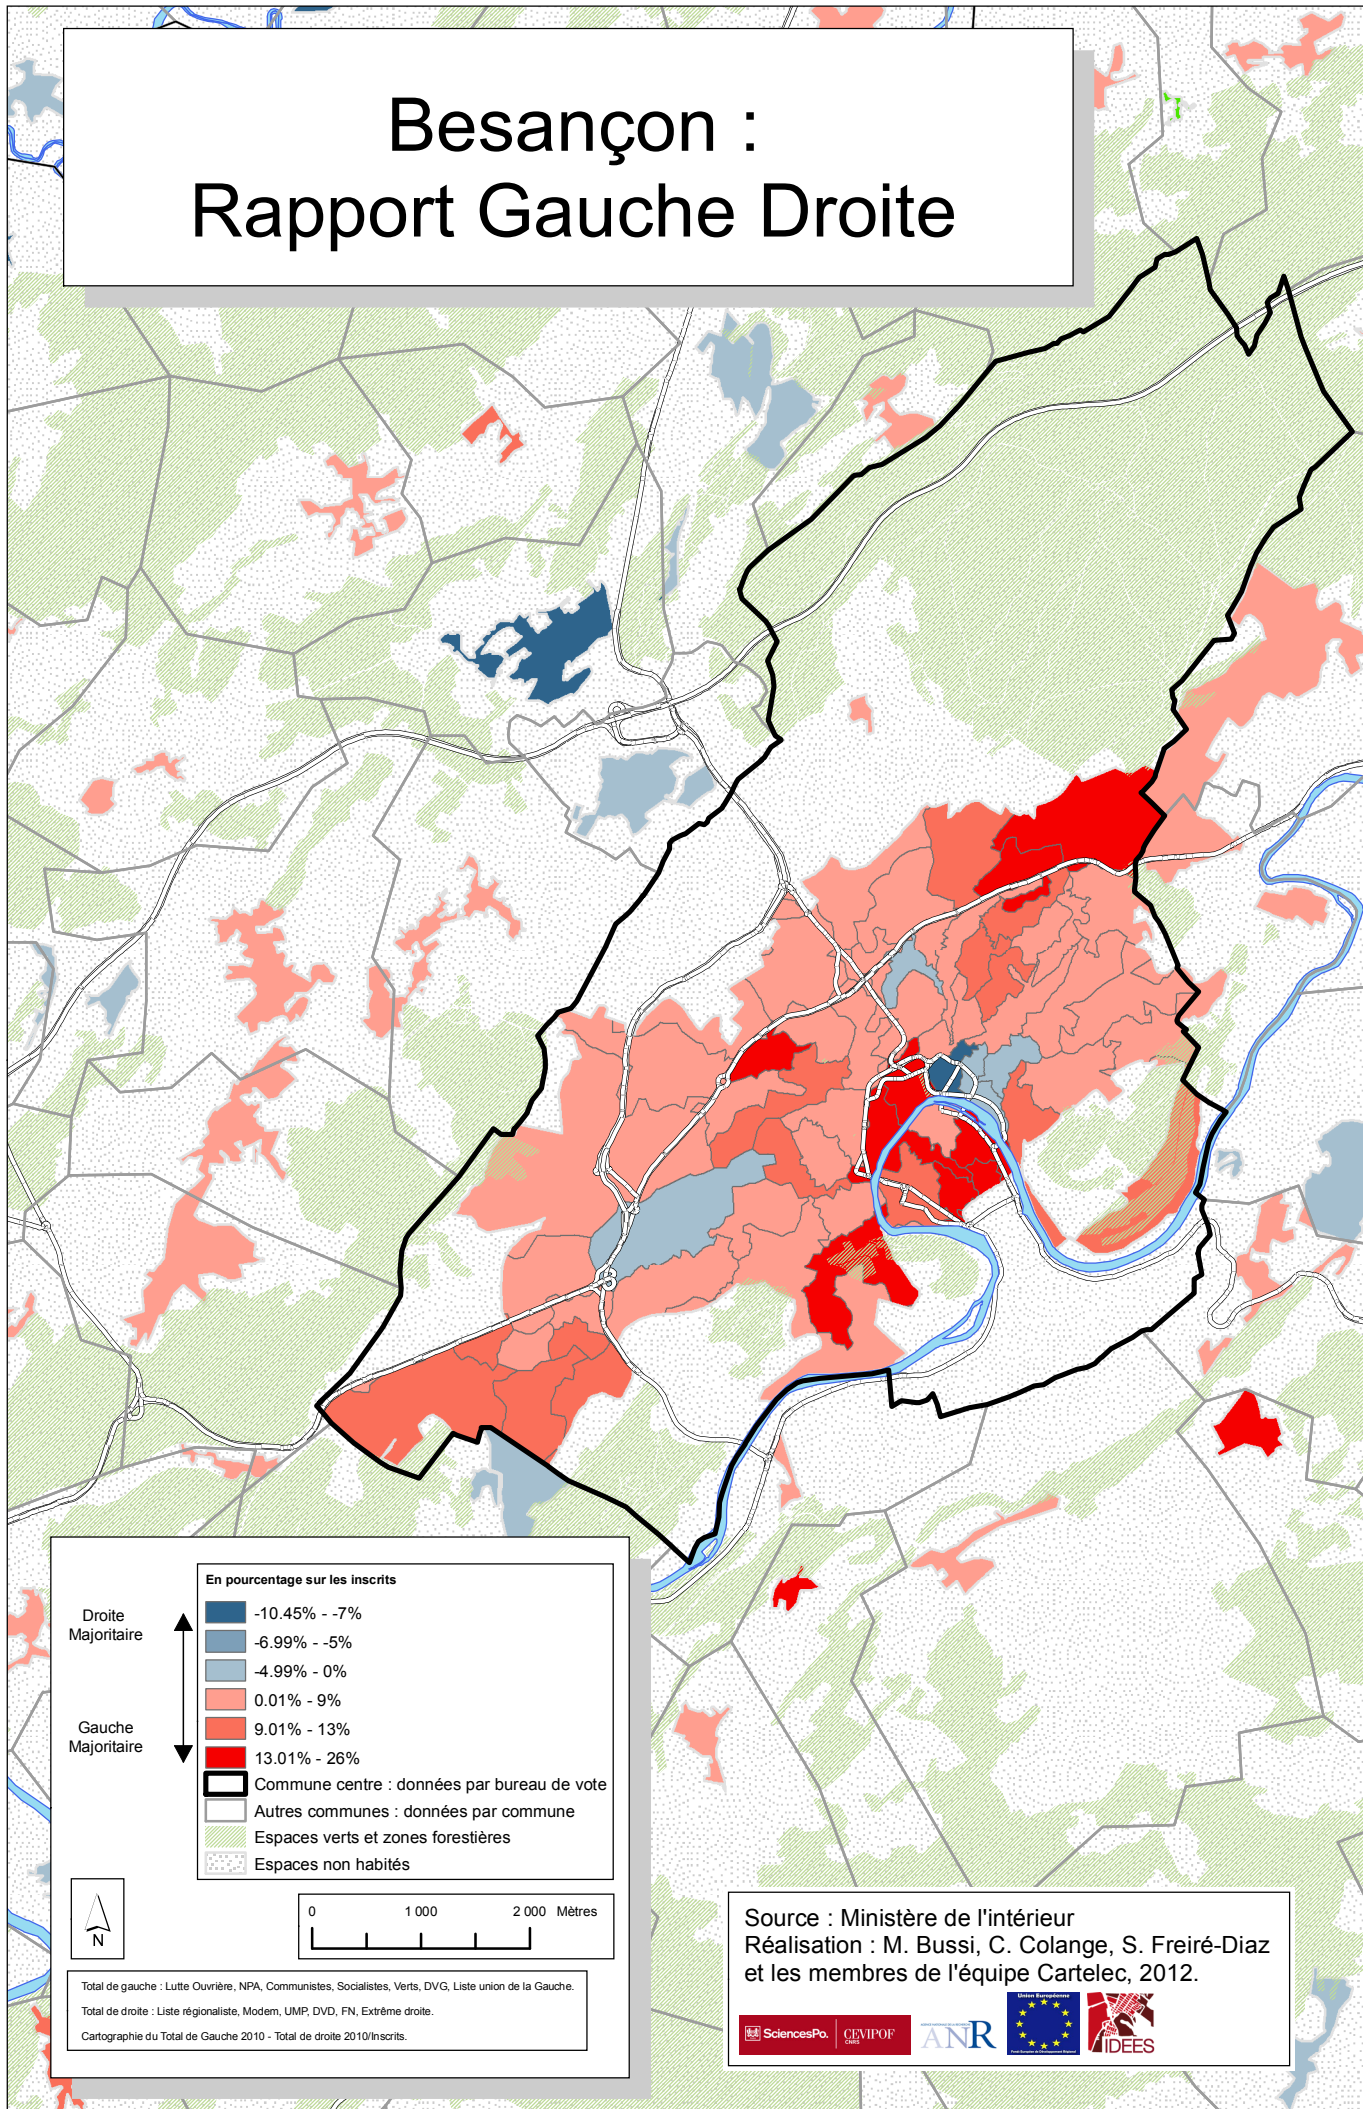 Besançon :
Rapport Gauche Droite
En pourcentage sur les inscrits
Droite
Majoritaire
Gauche
Majoritaire
-10.45% - -7%
-6.99% - -5%
-4.99% - 0%
0.01% - 9%
9.01% - 13%
13.01% - 26%
Commune centre : données par bureau de vote
Autres communes : données par commune
Espaces verts et zones forestières
Espaces non habités
N
0 1 000 2 000 Mètres
Total de gauche : Lutte Ouvrière, NPA, Communistes, Socialistes, Verts, DVG, Liste union de la Gauche.
Total de droite : Liste régionaliste, Modem, UMP, DVD, FN, Extrême droite.
Cartographie du Total de Gauche 2010 - Total de droite 2010/Inscrits.
Source : Ministère de l'intérieur
Réalisation : M. Bussi, C. Colange, S. Freiré-Diaz
et les membres de l'équipe Cartelec, 2012.
SciencesPo.
CEVIPOF
CNRS
ANR
Union Européenne
IDEES